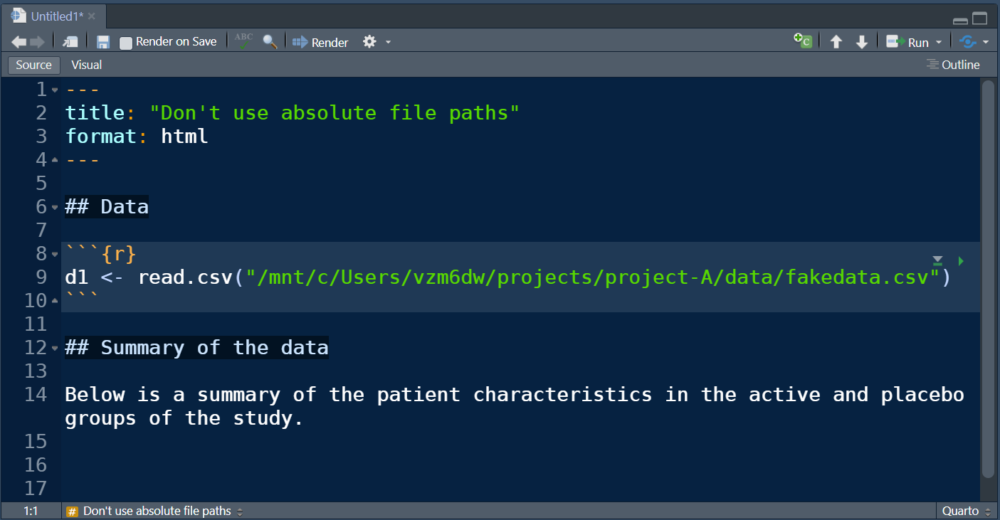 Untitled1*
Render on Save ABC Render C Run
Source Visual Outline
1 ---
2 title: "Don't use absolute file paths"
3 format: html
4 ---
5
6 ## Data
7
8 ```{r}
9 d1 <- read.csv("/mnt/c/Users/vzm6dw/projects/project-A/data/fakedata.csv")
10 ```
11
12 ## Summary of the data
13
14 Below is a summary of the patient characteristics in the active and placebo
groups of the study.
15
16
17
1:1 # Don't use absolute file paths Quarto